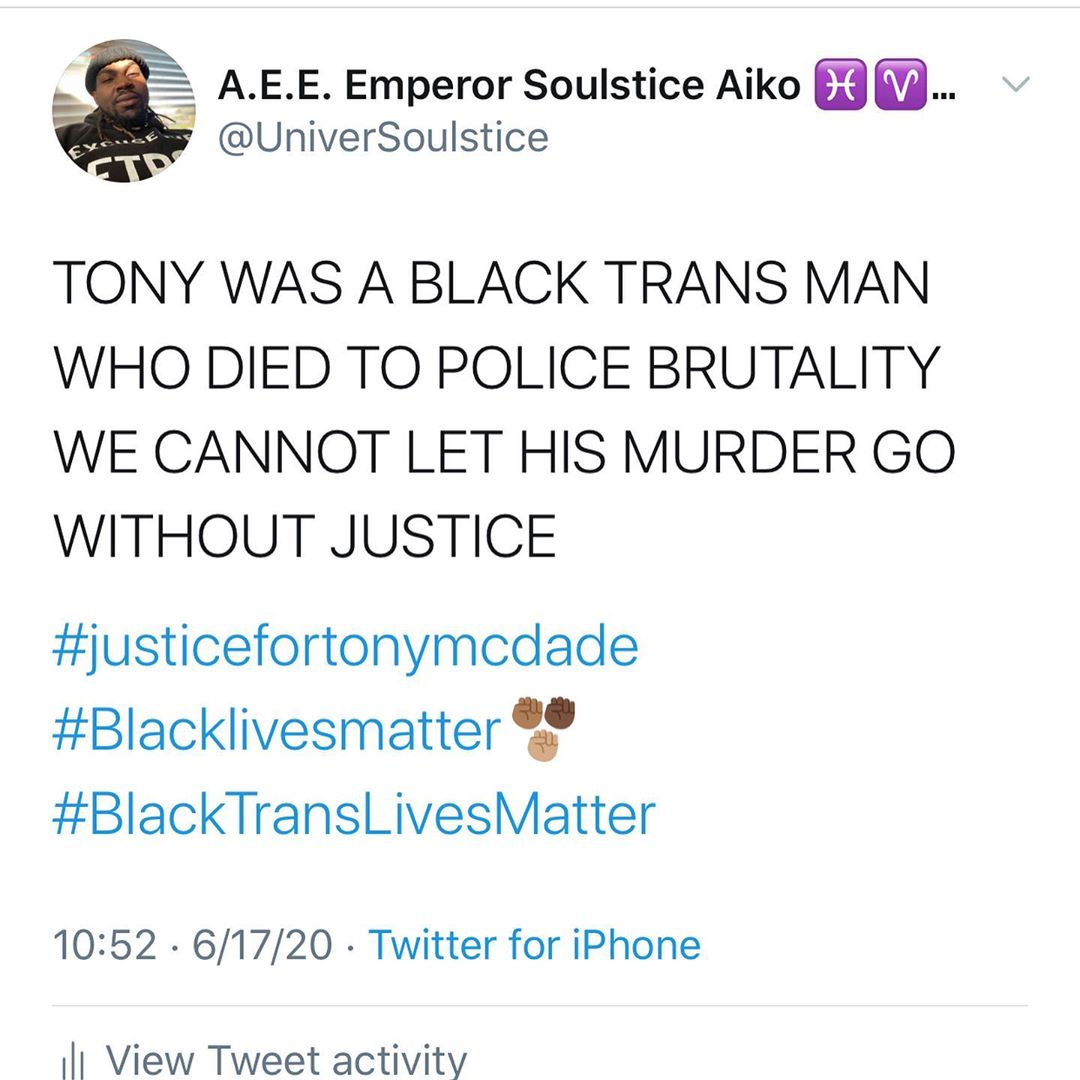 A.E.E. Emperor Soulstice Aiko ♓♈...
@UniverSoulstice
TONY WAS A BLACK TRANS MAN
WHO DIED TO POLICE BRUTALITY
WE CANNOT LET HIS MURDER GO
WITHOUT JUSTICE
#justicefortonymcdade
#Blacklivesmatter✊🏾✊🏿✊🏼
#BlackTransLivesMatter
10:52 · 6/17/20 · Twitter for iPhone
View Tweet activity